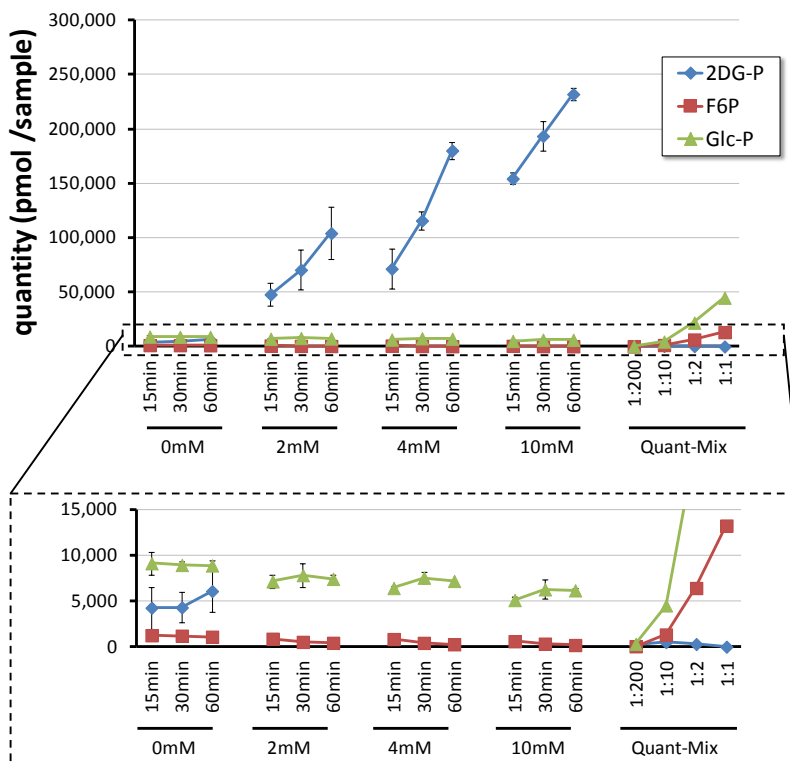 300,000
250,000
200,000
150,000
100,000
50,000
0
quantity (pmol /sample)
2DG-P
F6P
Glc-P
15min 30min 60min 15min 30min 60min 15min 30min 60min 15min 30min 60min 1:200 1:10 1:2 1:1
0mM 2mM 4mM 10mM Quant-Mix
15,000
10,000
5,000
0
15min 30min 60min 15min 30min 60min 15min 30min 60min 15min 30min 60min 1:200 1:10 1:2 1:1
0mM 2mM 4mM 10mM Quant-Mix